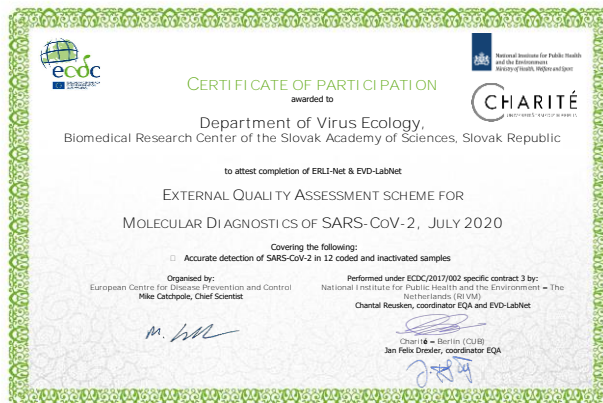 ecdc
National Institute for Public Health
and the Environment
Ministry of Health, Welfare and Sport
CHARITÉ
CERTIFICATE OF PARTICIPATION
awarded to
Department of Virus Ecology,
Biomedical Research Center of the Slovak Academy of Sciences, Slovak Republic
to attest completion of ERLI-Net & EVD-LabNet
EXTERNAL QUALITY ASSESSMENT SCHEME FOR
MOLECULAR DIAGNOSTICS OF SARS-COV-2, JULY 2020
Covering the following:
Accurate detection of SARS-CoV-2 in 12 coded and inactivated samples
Organised by:
European Centre for Disease Prevention and Control
Mike Catchpole, Chief Scientist
Performed under ECDC/2017/002 specific contract 3 by:
National Institute for Public Health and the Environment – The
Netherlands (RIVM)
Chantal Reusken, coordinator EQA and EVD-LabNet
Charité – Berlin (CUB)
Jan Felix Drexler, coordinator EQA